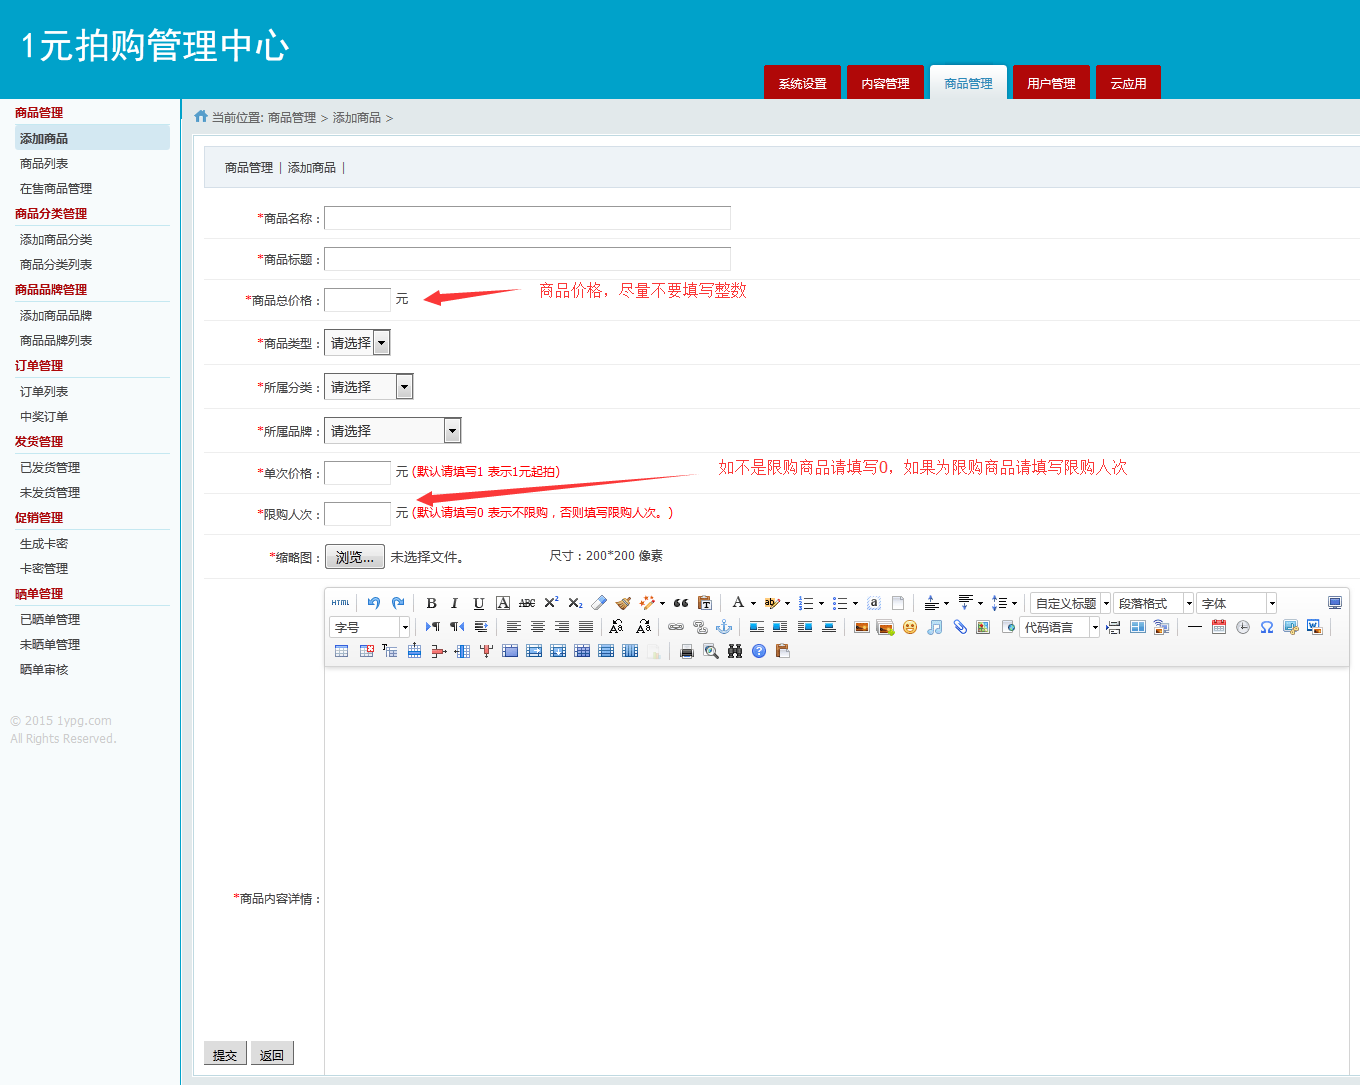 1元拍购管理中心
系统设置
内容管理
商品管理
用户管理
云应用
商品管理
添加商品
商品列表
在售商品管理
商品分类管理
添加商品分类
商品分类列表
商品品牌管理
添加商品品牌
商品品牌列表
订单管理
订单列表
中奖订单
发货管理
已发货管理
未发货管理
促销管理
生成卡密
卡密管理
晒单管理
已晒单管理
未晒单管理
晒单审核
© 2015 1ypg.com
All Rights Reserved.
当前位置: 商品管理 > 添加商品 >
商品管理 | 添加商品 |
*商品名称：
*商品标题：
*商品总价格： 元
商品价格，尽量不要填写整数
*商品类型： 请选择
*所属分类： 请选择
*所属品牌： 请选择
*单次价格： 元 (默认请填写1 表示1元起拍)
如不是限购商品请填写0，如果为限购商品请填写限购人次
*限购人次： 元 (默认请填写0 表示不限购，否则填写限购人次。)
*缩略图： 浏览... 未选择文件。 尺寸：200*200 像素
HTML B I U A ABC X² X₂ 自定义标题 段落格式 字体
字号 代码语言
*商品内容详情：
提交 返回